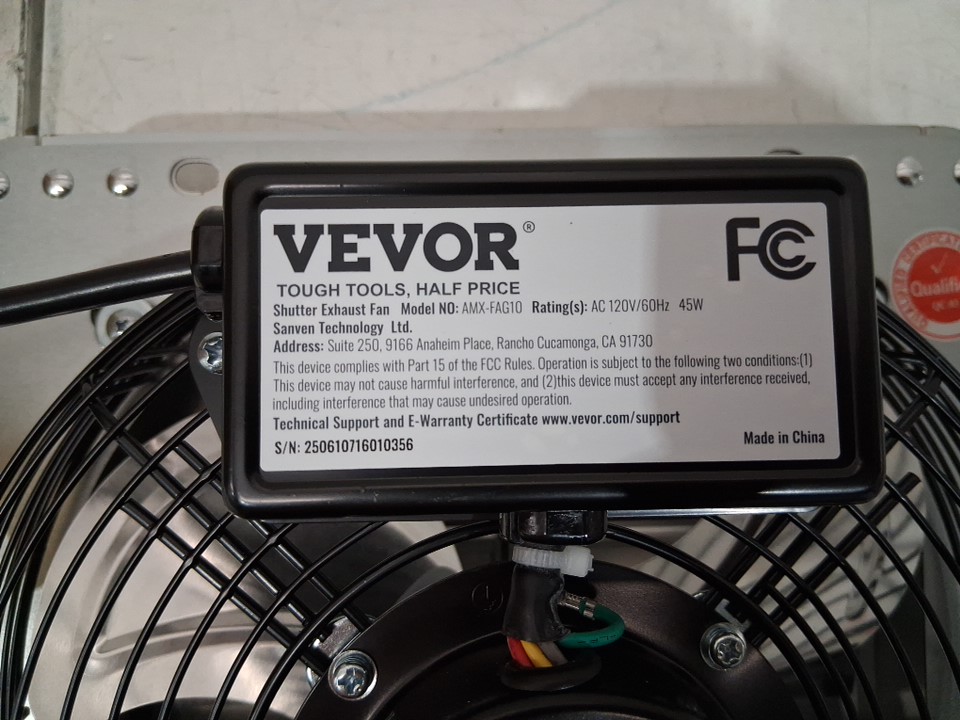 VEVOR®
FC
TOUGH TOOLS, HALF PRICE
Shutter Exhaust Fan Model NO: AMX-FAG10 Rating(s): AC 120V/60Hz 45W
Sanven Technology Ltd.
Address: Suite 250, 9166 Anaheim Place, Rancho Cucamonga, CA 91730
This device complies with Part 15 of the FCC Rules. Operation is subject to the following two conditions:(1)
This device may not cause harmful interference, and (2)this device must accept any interference received,
including interference that may cause undesired operation.
Technical Support and E-Warranty Certificate www.vevor.com/support
S/N: 250610716010356
Made in China